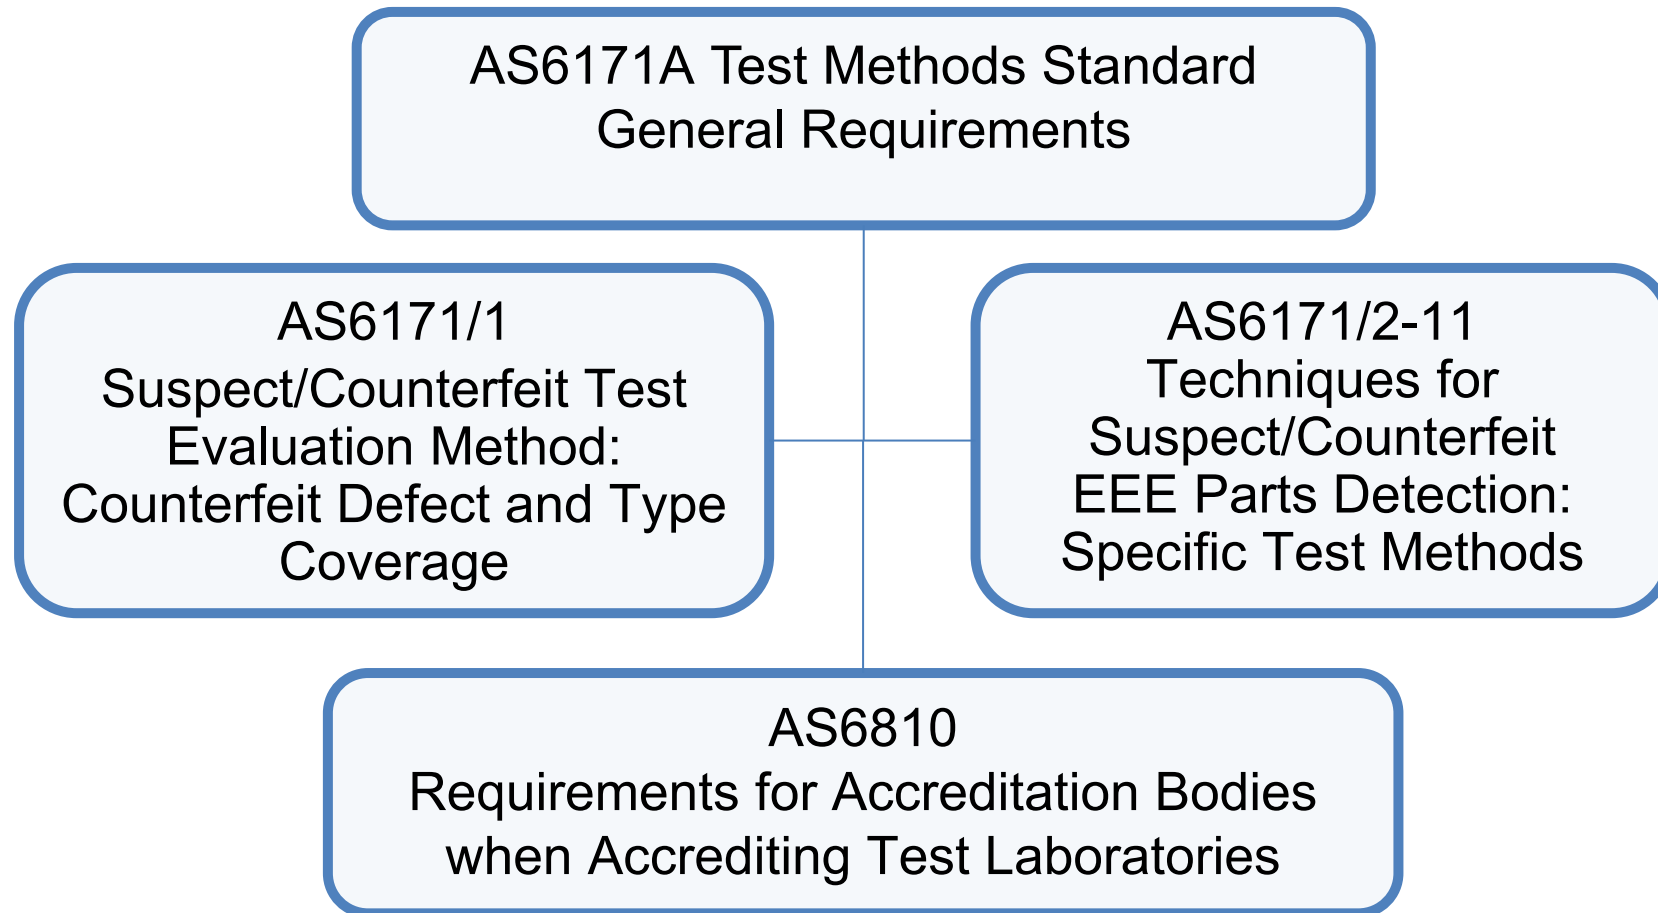 AS6171A Test Methods Standard
General Requirements
AS6171/1
Suspect/Counterfeit Test
Evaluation Method:
Counterfeit Defect and Type
Coverage
AS6171/2-11
Techniques for
Suspect/Counterfeit
EEE Parts Detection:
Specific Test Methods
AS6810
Requirements for Accreditation Bodies
when Accrediting Test Laboratories